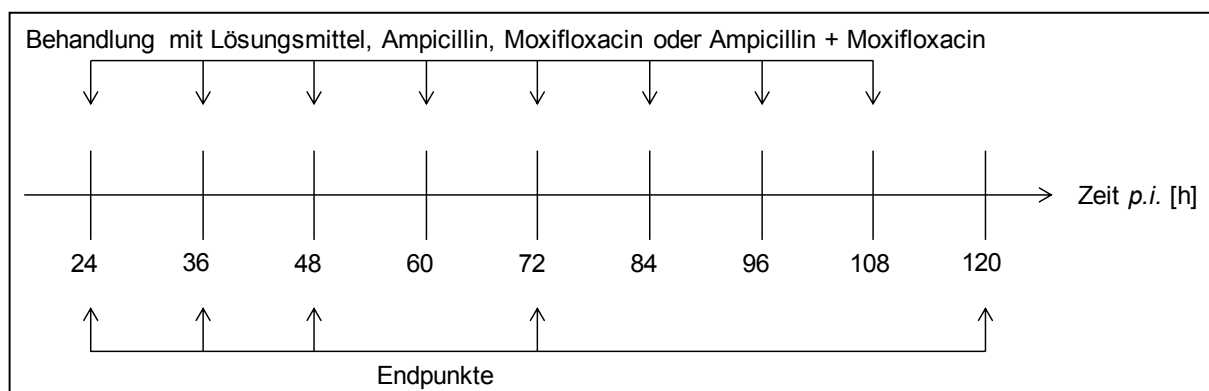 Behandlung mit Lösungsmittel, Ampicillin, Moxifloxacin oder Ampicillin + Moxifloxacin
Zeit p.i. [h]
24 36 48 60 72 84 96 108 120
Endpunkte